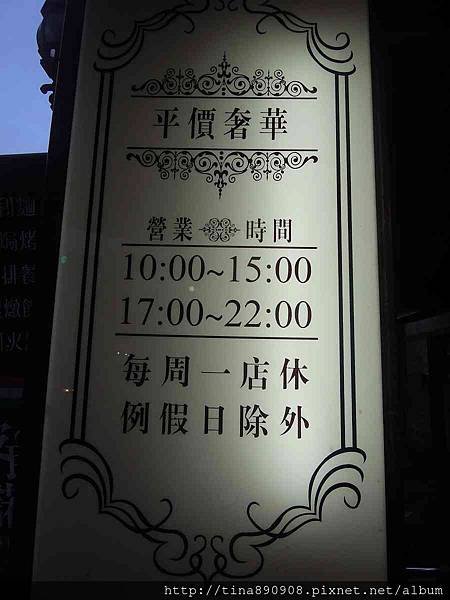 平價奢華
營業 時間
10:00~15:00
17:00~22:00
每周一店休
例假日除外
http://tina890908.pixnet.net/album